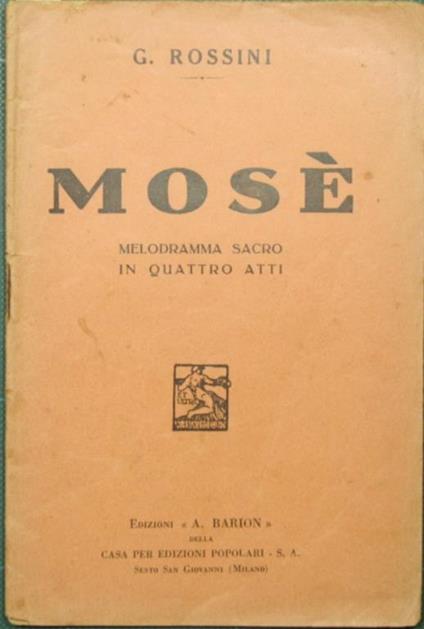 G. ROSSINI
MOSÈ
MELODRAMMA SACRO
IN QUATTRO ATTI
EDIZIONI « A. BARION »
DELLA
CASA PER EDIZIONI POPOLARI - S. A.
SESTO SAN GIOVANNI (MILANO)